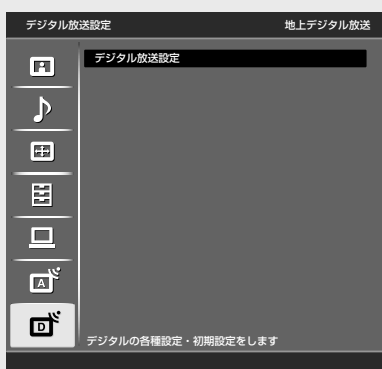 デジタル放送設定 地上デジタル放送
デジタル放送設定
A
D
デジタルの各種設定・初期設定をします